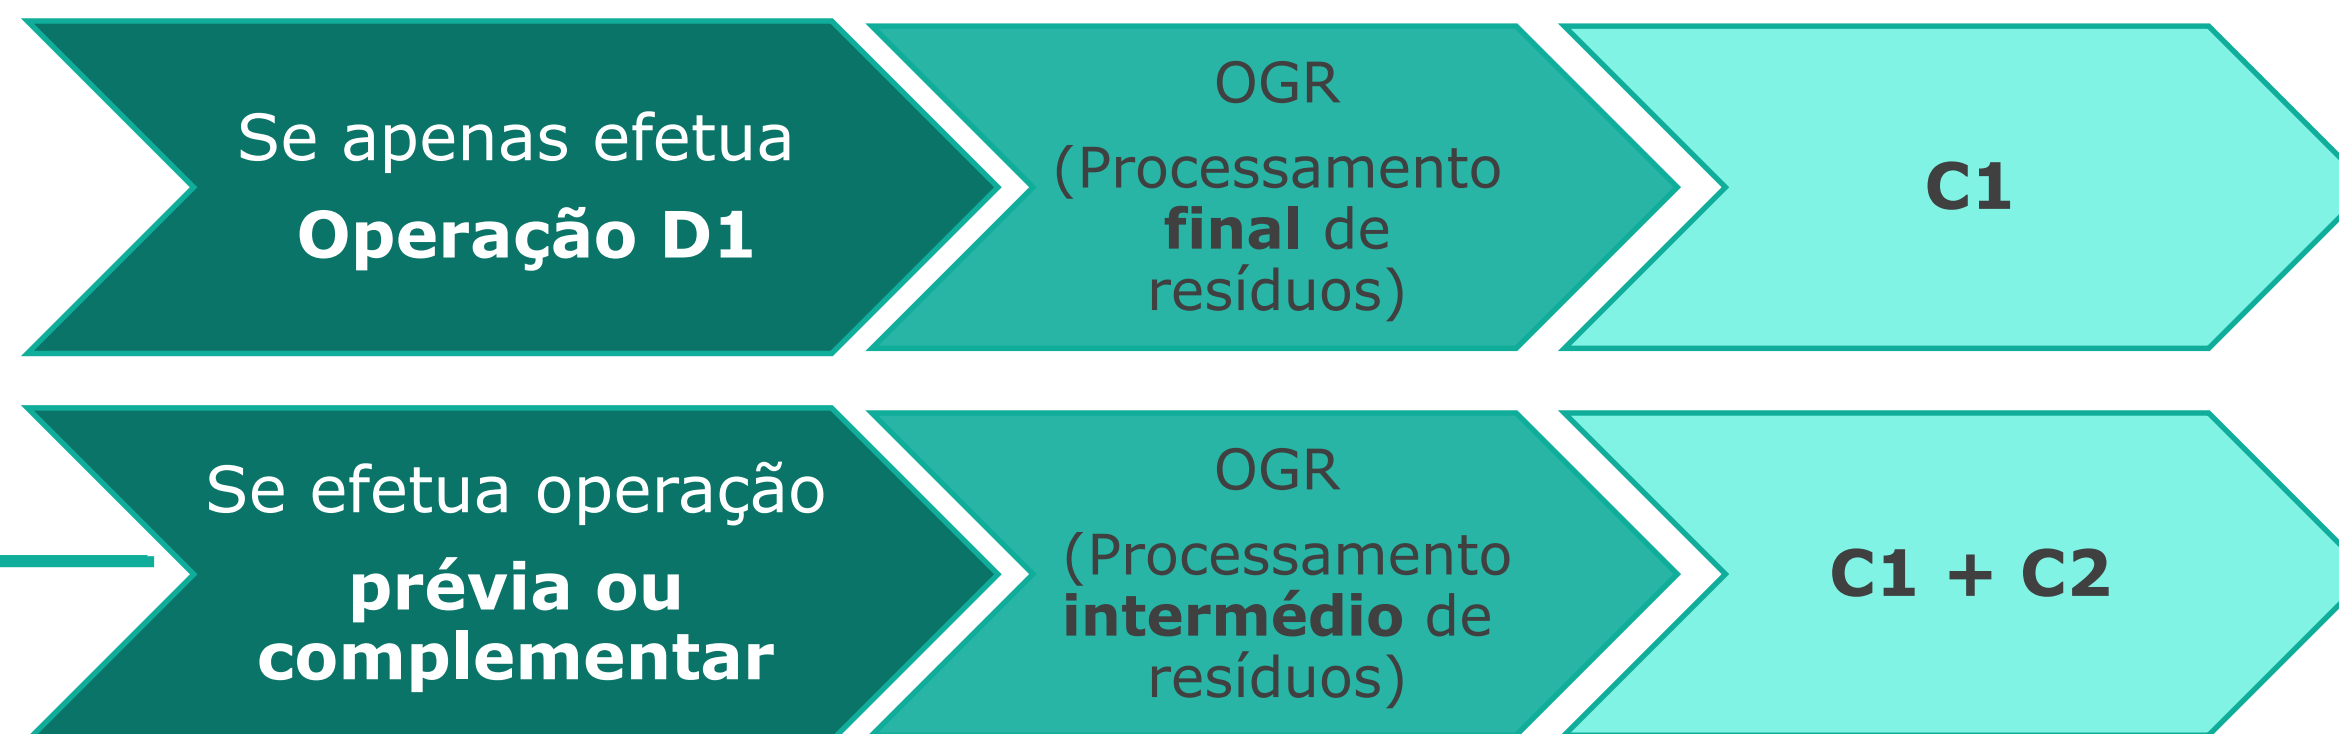 Se apenas efetua
Operação D1
OGR
(Processamento
final de
resíduos)
C1
Se efetua operação
prévia ou
complementar
OGR
(Processamento
intermédio de
resíduos)
C1 + C2